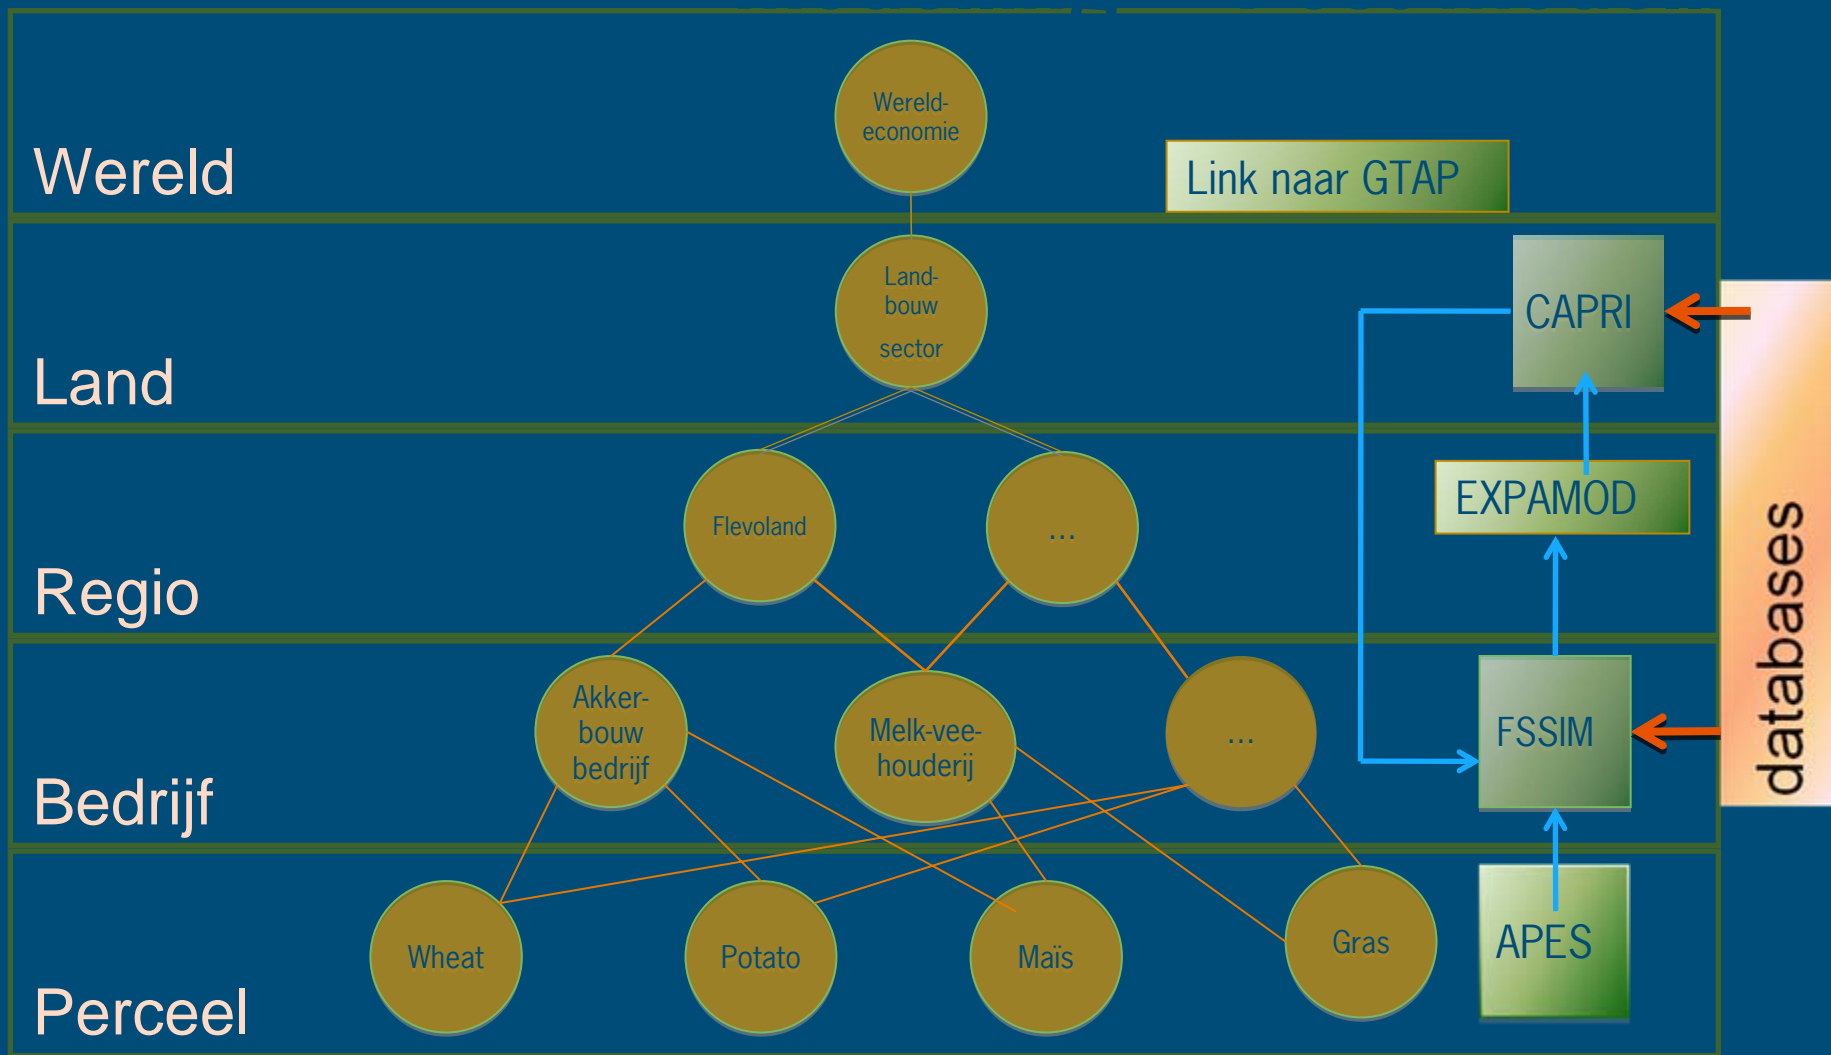 Wereld-
economie
Wereld
Link naar GTAP
Land-
bouw
sector
CAPRI
Land
Flevoland
...
EXPAMOD
Regio
databases
Akker-
bouw
bedrijf
Melk-vee-
houderij
...
FSSIM
Bedrijf
Wheat
Potato
Maïs
Gras
APES
Perceel